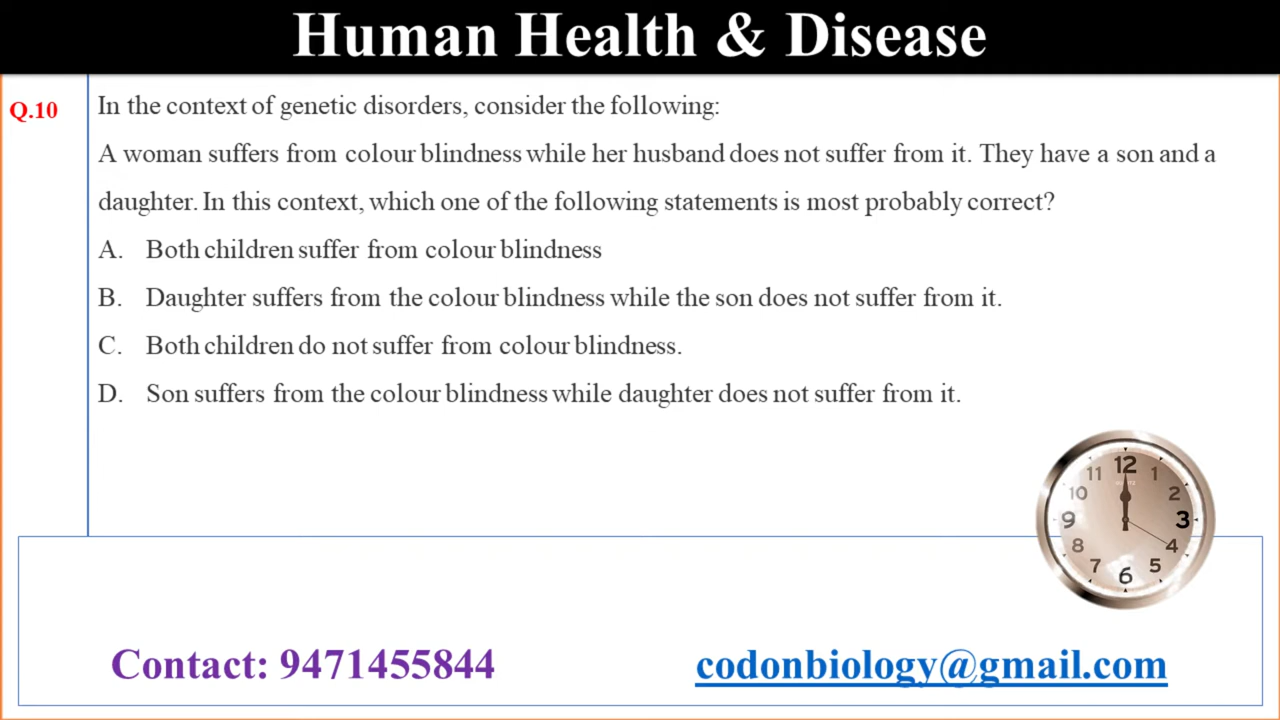 Human Health & Disease
Q.10 In the context of genetic disorders, consider the following:
A woman suffers from colour blindness while her husband does not suffer from it. They have a son and a
daughter. In this context, which one of the following statements is most probably correct?
A. Both children suffer from colour blindness
B. Daughter suffers from the colour blindness while the son does not suffer from it.
C. Both children do not suffer from colour blindness.
D. Son suffers from the colour blindness while daughter does not suffer from it.
12
11 1
10 2
9 3
8 4
7 5
6
Contact: 9471455844 codonbiology@gmail.com